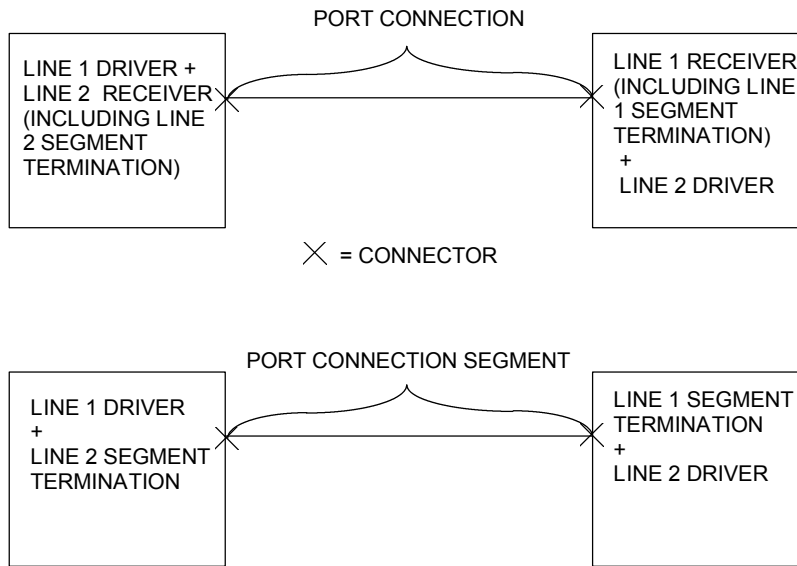 PORT CONNECTION
LINE 1 DRIVER +
LINE 2 RECEIVER
(INCLUDING LINE
2 SEGMENT
TERMINATION)
LINE 1 RECEIVER
(INCLUDING LINE
1 SEGMENT
TERMINATION)
+
LINE 2 DRIVER
= CONNECTOR
PORT CONNECTION SEGMENT
LINE 1 DRIVER
+
LINE 2 SEGMENT
TERMINATION
LINE 1 SEGMENT
TERMINATION
+
LINE 2 DRIVER